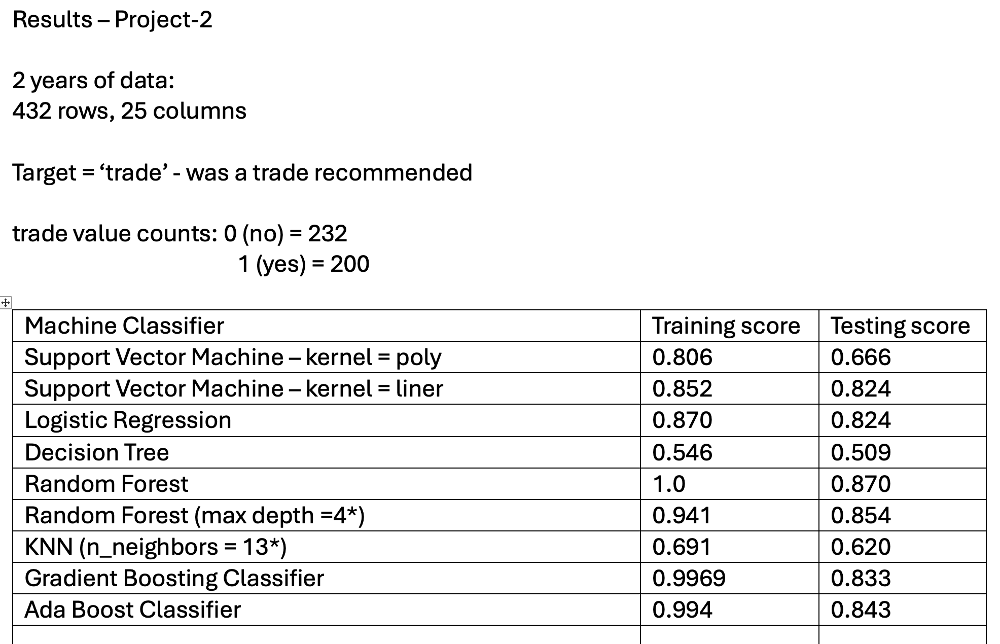 Results – Project-2
2 years of data:
432 rows, 25 columns
Target = ‘trade’ - was a trade recommended
trade value counts: 0 (no) = 232
1 (yes) = 200
Machine Classifier Training score Testing score
Support Vector Machine – kernel = poly 0.806 0.666
Support Vector Machine – kernel = liner 0.852 0.824
Logistic Regression 0.870 0.824
Decision Tree 0.546 0.509
Random Forest 1.0 0.870
Random Forest (max depth =4*) 0.941 0.854
KNN (n_neighbors = 13*) 0.691 0.620
Gradient Boosting Classifier 0.9969 0.833
Ada Boost Classifier 0.994 0.843